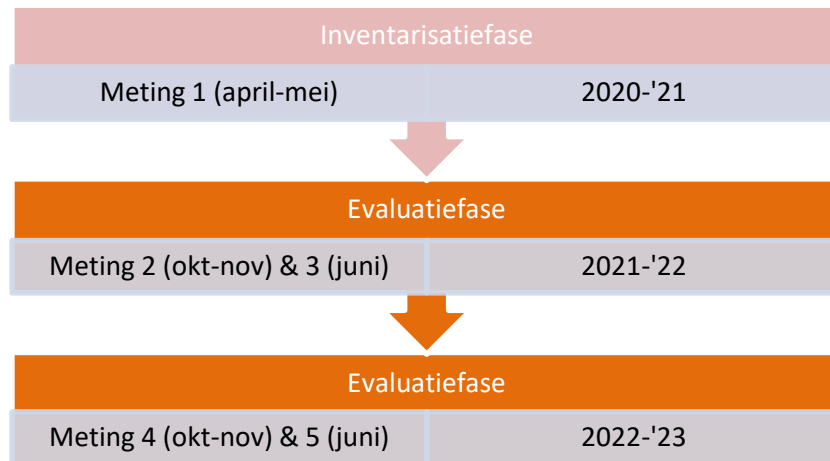 Inventarisatiefase
Meting 1 (april-mei) 2020-'21
Evaluatiefase
Meting 2 (okt-nov) & 3 (juni) 2021-'22
Evaluatiefase
Meting 4 (okt-nov) & 5 (juni) 2022-'23